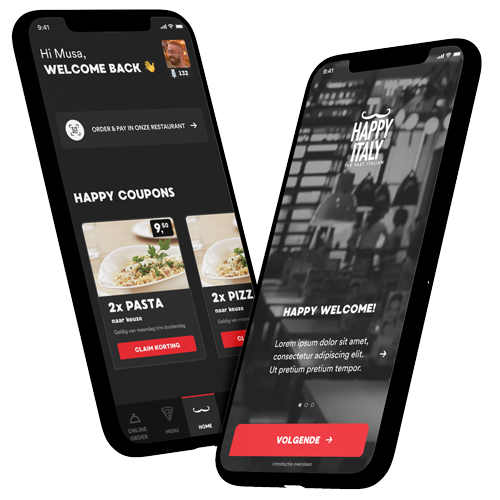 9:41
Hi Musa,
WELCOME BACK 👋
132
ORDER & PAY IN ONZE RESTAURANT →
HAPPY COUPONS
9,50
2x PASTA
naar keuze
Geldig van maandag t/m donderdag
CLAIM KORTING
2x PIZZ
CL
ONLINE
ORDER
MENU
HOME
9:41
HAPPY
ITALY
THE FAST ITALIAN
HAPPY WELCOME!
Lorem ipsum dolor sit amet,
consectetur adipiscing elit.
Ut pretium pretium tempor.
→
VOLGENDE →
introductie overslaan